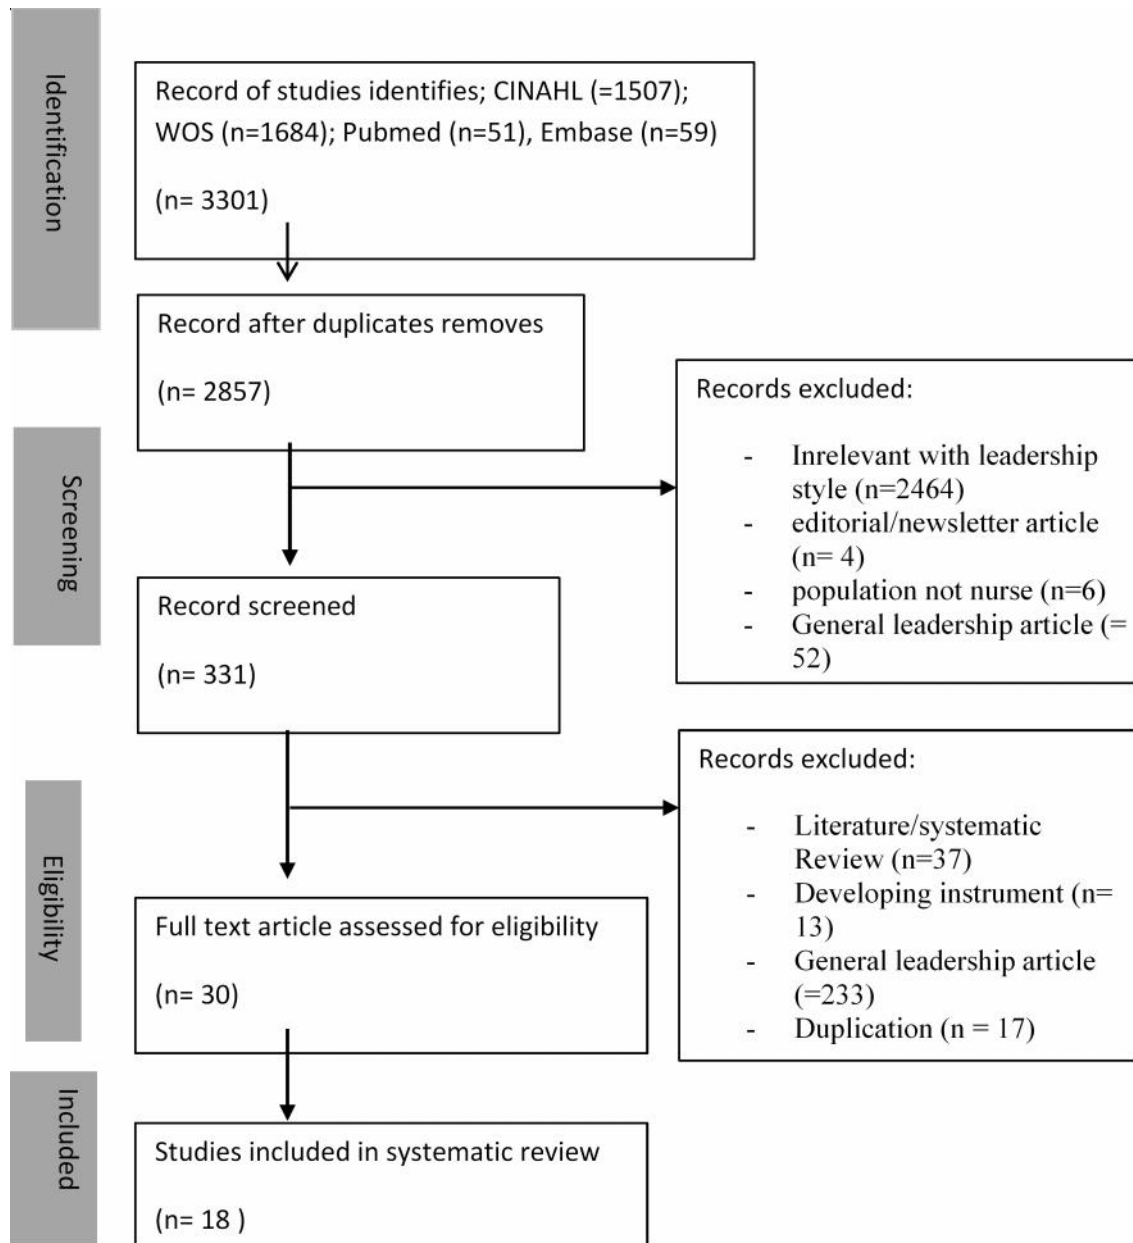 Identification
Record of studies identifies; CINAHL (=1507);
WOS (n=1684); Pubmed (n=51), Embase (n=59)
(n= 3301)
Record after duplicates removes
(n= 2857)
Records excluded:
- Inrelevant with leadership
style (n=2464)
- editorial/newsletter article
(n= 4)
- population not nurse (n=6)
- General leadership article (=
52)
Screening
Record screened
(n= 331)
Records excluded:
- Literature/systematic
Review (n=37)
- Developing instrument (n=
13)
- General leadership article
(=233)
- Duplication (n = 17)
Eligibility
Full text article assessed for eligibility
(n= 30)
Included
Studies included in systematic review
(n= 18 )